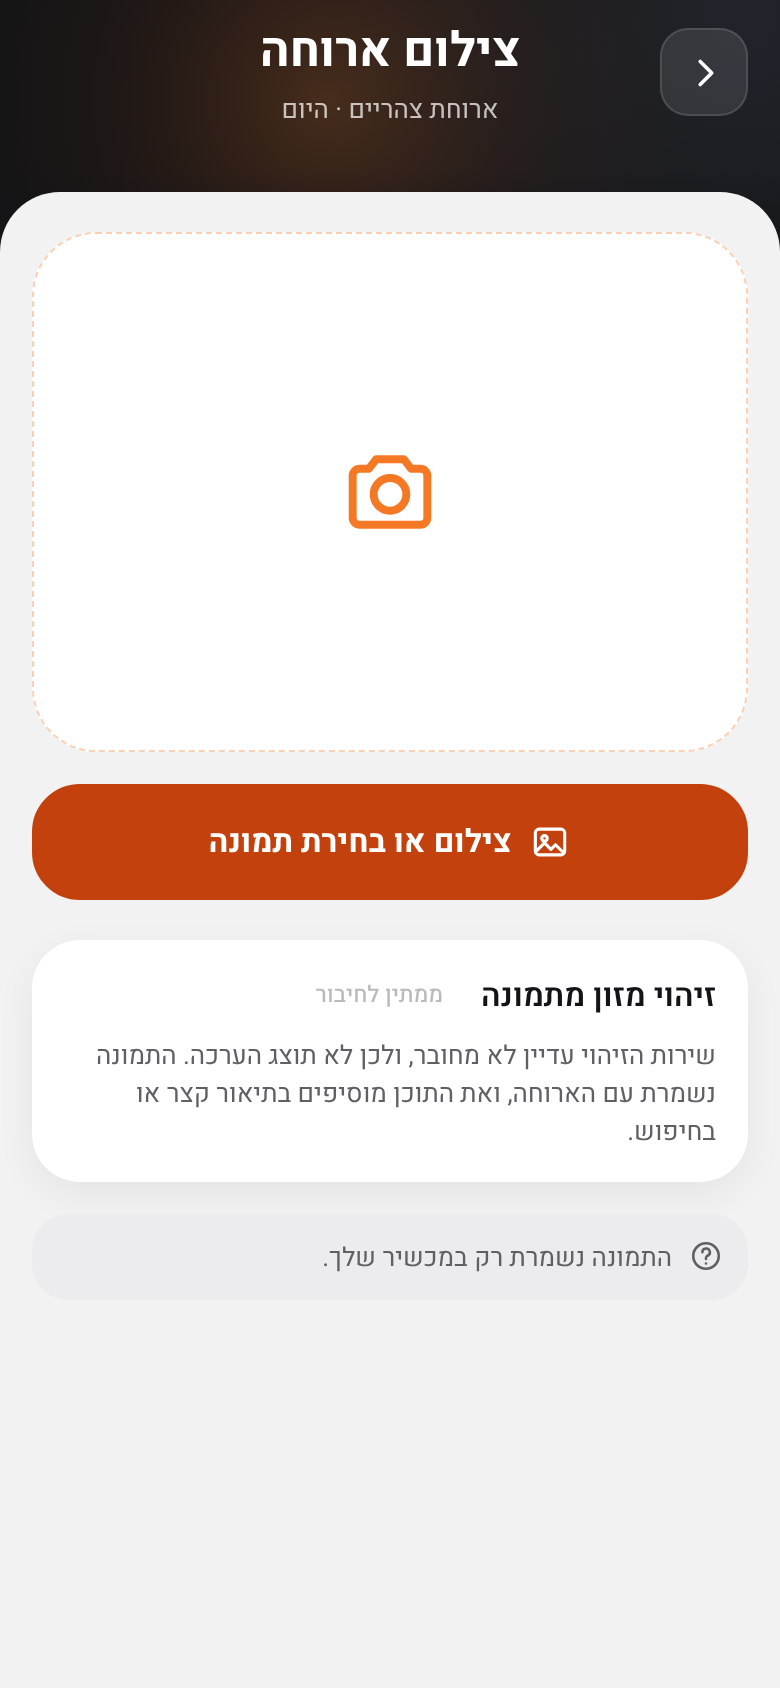 צילום ארוחה
ארוחת צהריים · היום
צילום או בחירת תמונה
זיהוי מזון מתמונה
ממתין לחיבור
שירות הזיהוי עדיין לא מחובר, ולכן לא תוצג הערכה. התמונה
נשמרת עם הארוחה, ואת התוכן מוסיפים בתיאור קצר או
בחיפוש.
התמונה נשמרת רק במכשיר שלך.